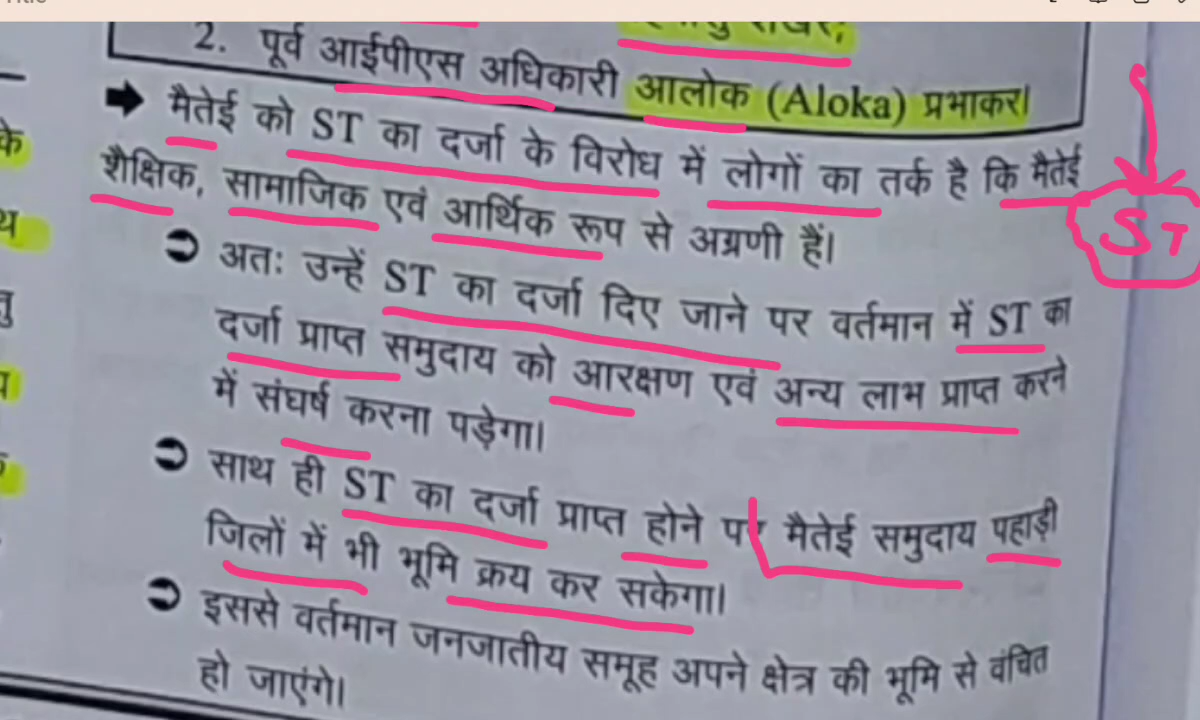 2. पूर्व आईपीएस अधिकारी आलोक (Aloka) प्रभाकर।
मैतेई को ST का दर्जा के विरोध में लोगों का तर्क है कि मैतेई
शैक्षिक, सामाजिक एवं आर्थिक रूप से अग्रणी हैं।
ST
अतः उन्हें ST का दर्जा दिए जाने पर वर्तमान में ST का
दर्जा प्राप्त समुदाय को आरक्षण एवं अन्य लाभ प्राप्त करने
में संघर्ष करना पड़ेगा।
साथ ही ST का दर्जा प्राप्त होने पर मैतेई समुदाय पहाड़ी
जिलों में भी भूमि क्रय कर सकेगा।
इससे वर्तमान जनजातीय समूह अपने क्षेत्र की भूमि से वंचित
हो जाएंगे।